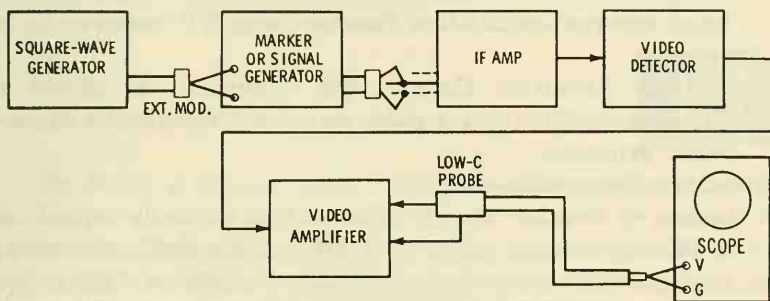 SQUARE-WAVE
GENERATOR
EXT. MOD.
MARKER
OR SIGNAL
GENERATOR
IF AMP
VIDEO
DETECTOR
VIDEO
AMPLIFIER
LOW-C
PROBE
SCOPE
V
G